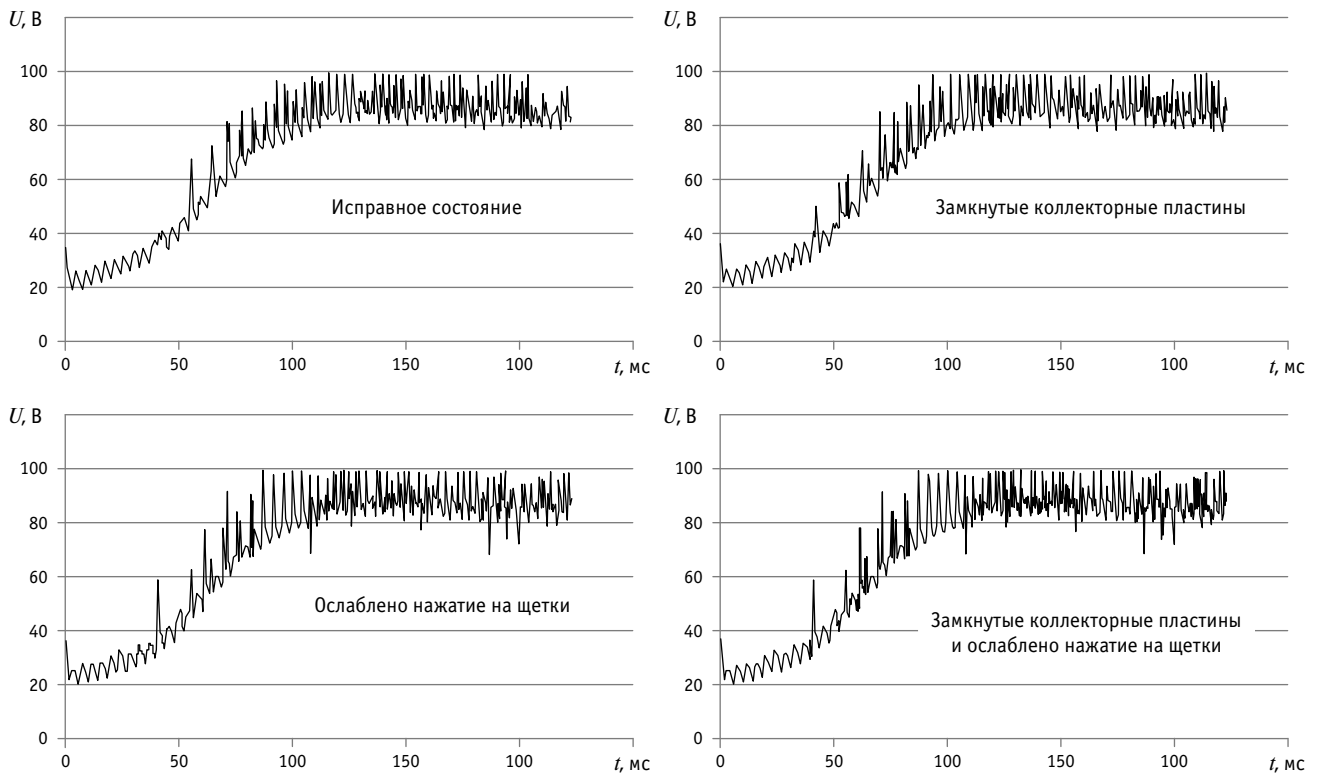 U, В
100
80
60
40
20
0
Исправное состояние
0 50 100 150 100
t, мс
U, В
100
80
60
40
20
0
Замкнутые коллекторные пластины
0 50 100 150 100
t, мс
U, В
100
80
60
40
20
0
Ослаблено нажатие на щетки
0 50 100 150 100
t, мс
U, В
100
80
60
40
20
0
Замкнутые коллекторные пластины
и ослаблено нажатие на щетки
0 50 100 150 100
t, мс